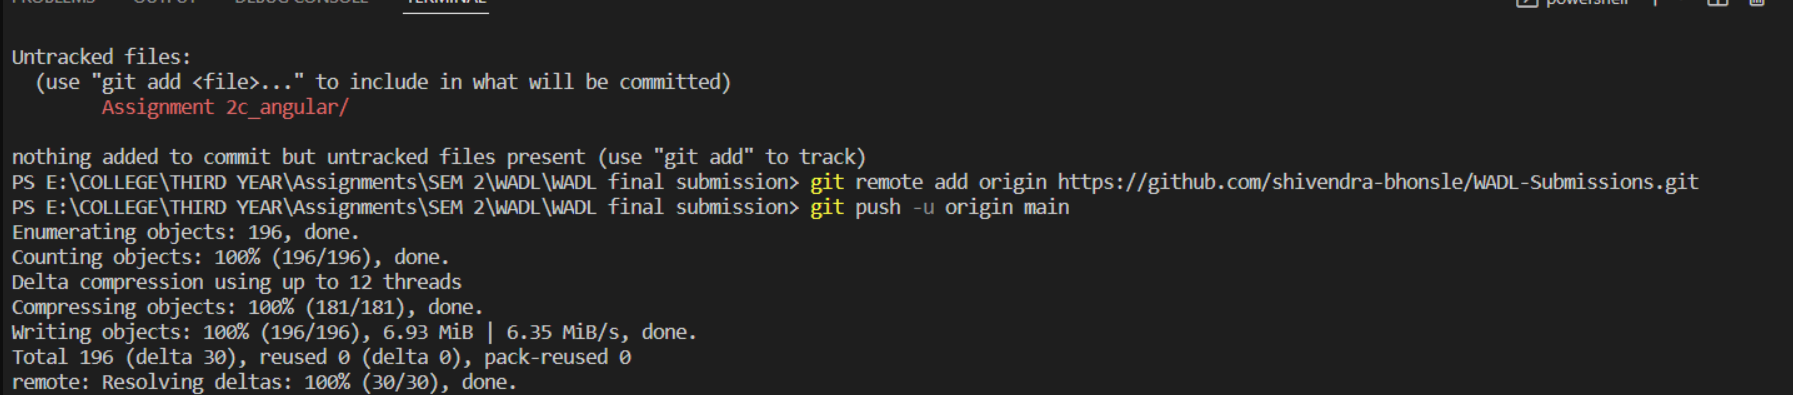 PROBLEMS OUTPUT DEBUG CONSOLE TERMINAL powershell
Untracked files:
(use "git add <file>..." to include in what will be committed)
Assignment 2c_angular/
nothing added to commit but untracked files present (use "git add" to track)
PS E:\COLLEGE\THIRD YEAR\Assignments\SEM 2\WADL\WADL final submission> git remote add origin https://github.com/shivendra-bhonsle/WADL-Submissions.git
PS E:\COLLEGE\THIRD YEAR\Assignments\SEM 2\WADL\WADL final submission> git push -u origin main
Enumerating objects: 196, done.
Counting objects: 100% (196/196), done.
Delta compression using up to 12 threads
Compressing objects: 100% (181/181), done.
Writing objects: 100% (196/196), 6.93 MiB | 6.35 MiB/s, done.
Total 196 (delta 30), reused 0 (delta 0), pack-reused 0
remote: Resolving deltas: 100% (30/30), done.